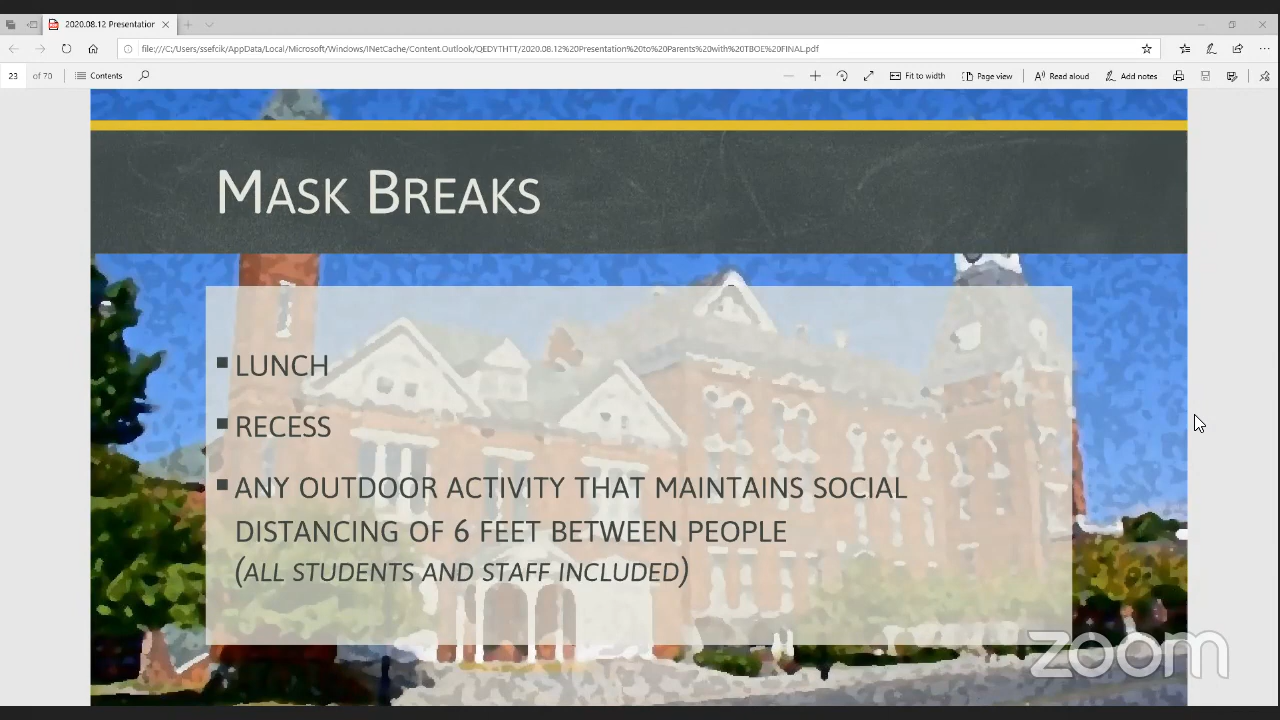 2020.08.12 Presentation
file:///C:/Users/ssefcik/AppData/Local/Microsoft/Windows/INetCache/Content.Outlook/QEDYTHTT/2020.08.12%20Presentation%20to%20Parents%20with%20TBOE%20FINAL.pdf
23 of 70 Contents Fit to width Page view Read aloud Add notes
MASK BREAKS
LUNCH
RECESS
ANY OUTDOOR ACTIVITY THAT MAINTAINS SOCIAL
DISTANCING OF 6 FEET BETWEEN PEOPLE
(ALL STUDENTS AND STAFF INCLUDED)
zoom